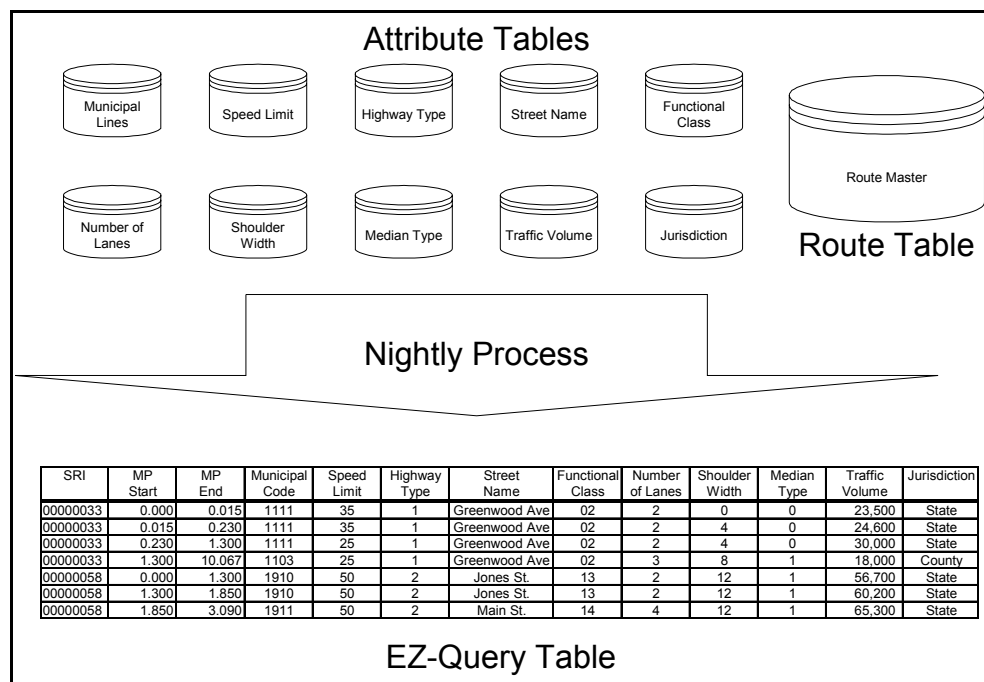 Attribute Tables
Municipal
Lines
Speed Limit
Highway Type
Street Name
Functional
Class
Route Master
Number of
Lanes
Shoulder
Width
Median Type
Traffic Volume
Jurisdiction
Route Table
Nightly Process
SRI MP Start MP End Municipal Code Speed Limit Highway Type Street Name Functional Class Number of Lanes Shoulder Width Median Type Traffic Volume Jurisdiction
00000033 0.000 0.015 1111 35 1 Greenwood Ave 02 2 0 0 23,500 State
00000033 0.015 0.230 1111 35 1 Greenwood Ave 02 2 4 0 24,600 State
00000033 0.230 1.300 1111 25 1 Greenwood Ave 02 2 4 0 30,000 State
00000033 1.300 10.067 1103 25 1 Greenwood Ave 02 3 8 1 18,000 County
00000058 0.000 1.300 1910 50 2 Jones St. 13 2 12 1 56,700 State
00000058 1.300 1.850 1910 50 2 Jones St. 13 2 12 1 60,200 State
00000058 1.850 3.090 1911 50 2 Main St. 14 4 12 1 65,300 State
EZ-Query Table